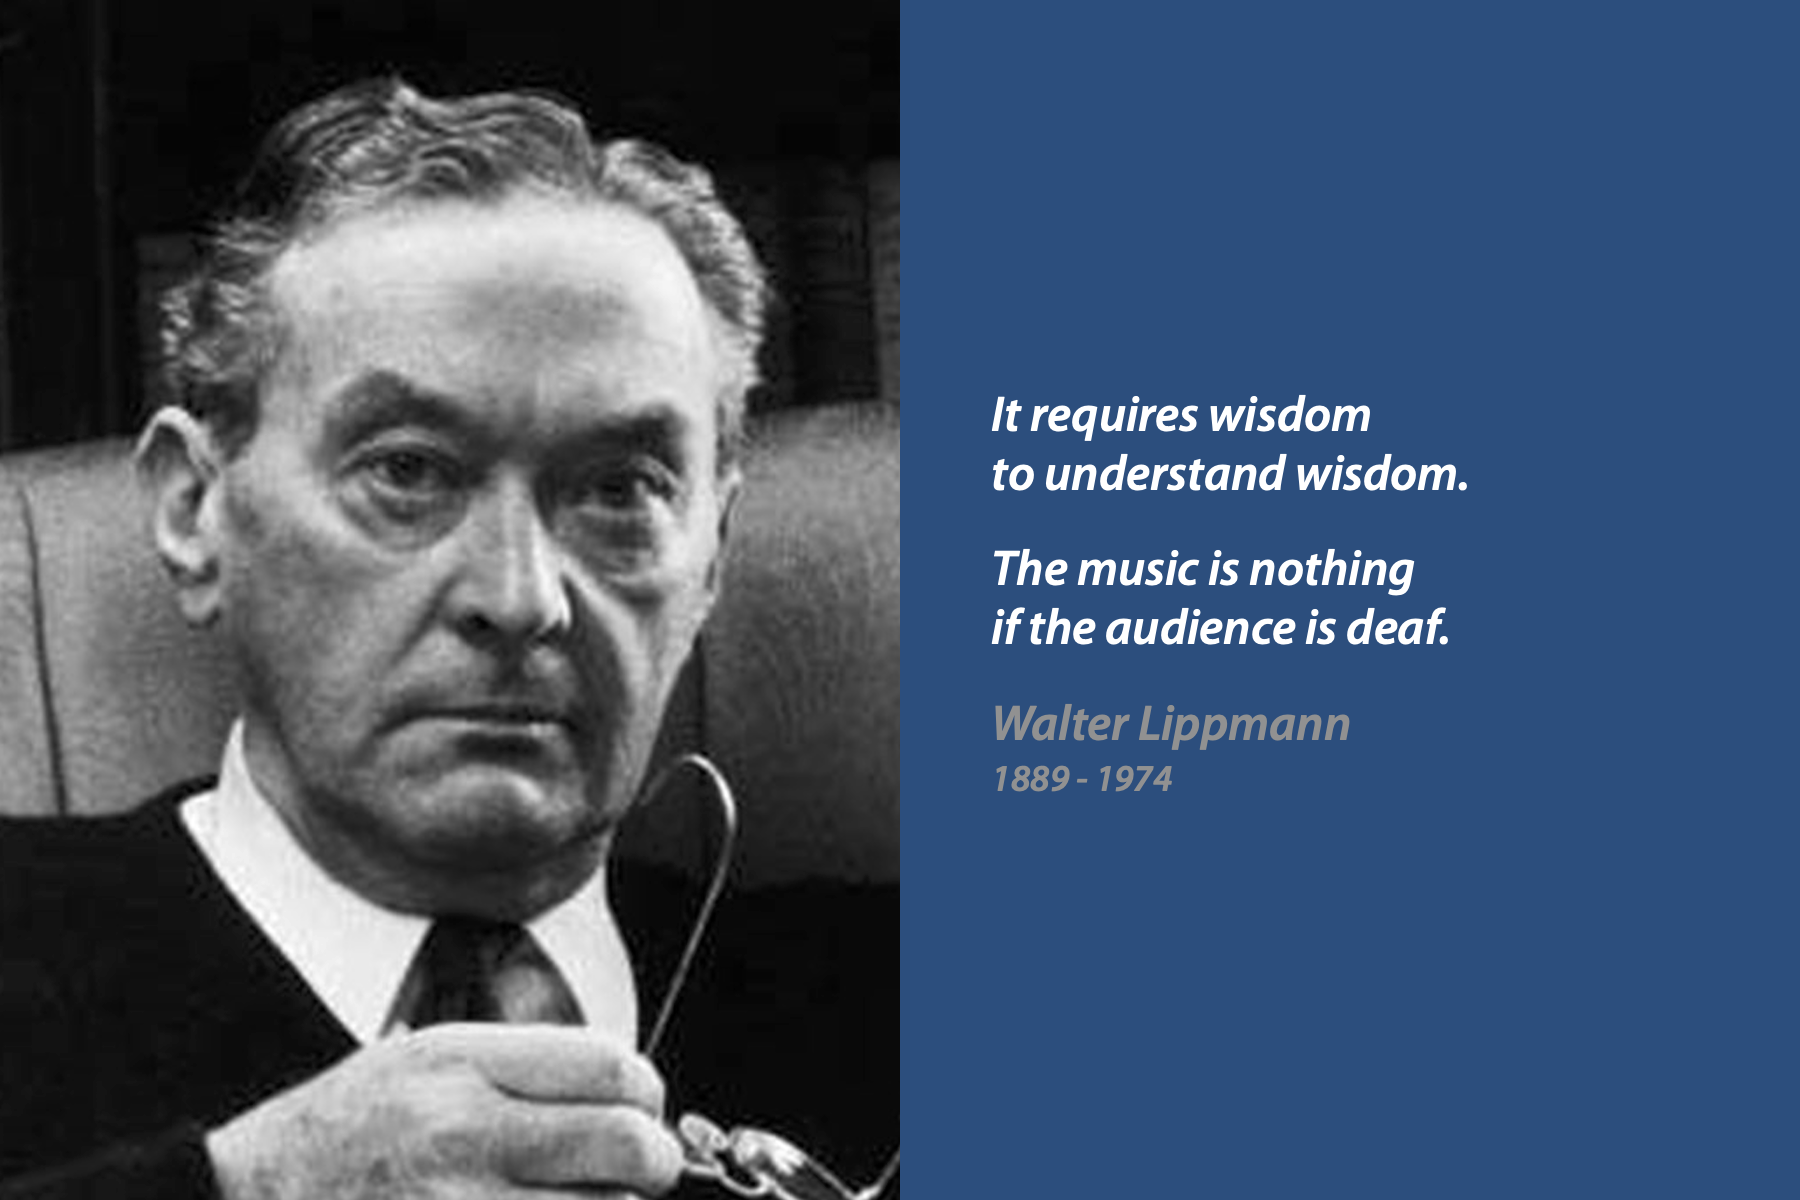 It requires wisdom
to understand wisdom.
The music is nothing
if the audience is deaf.
Walter Lippmann
1889 - 1974